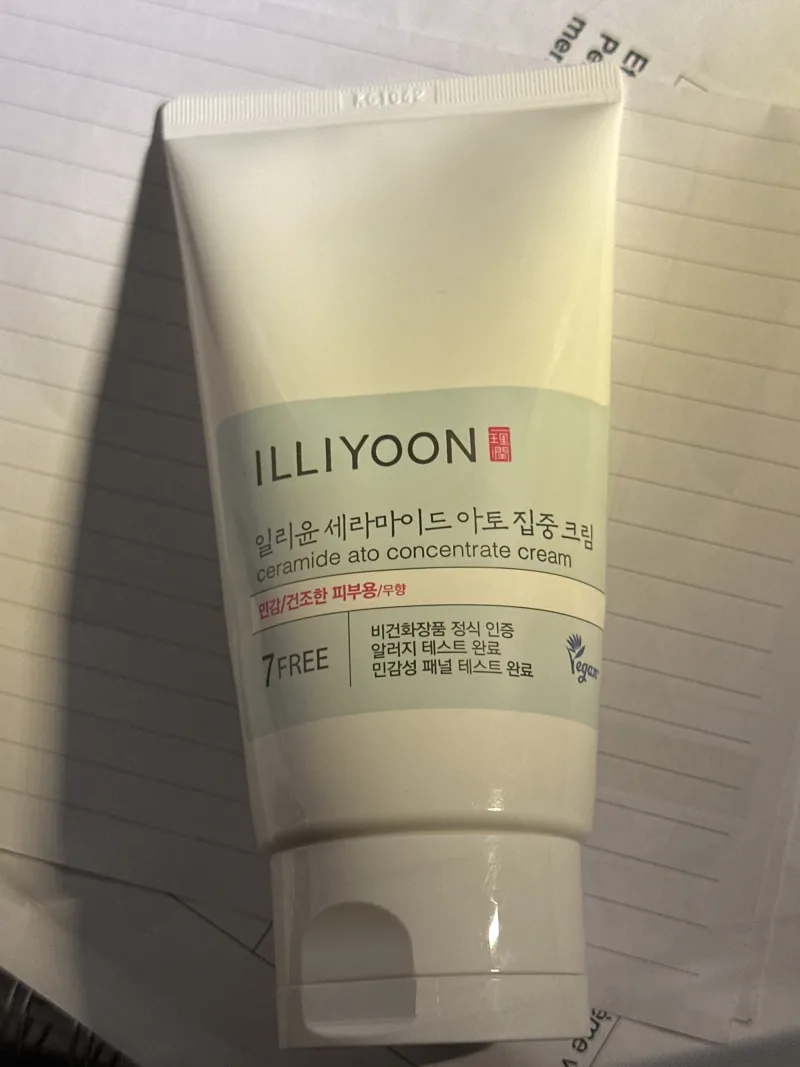 KC1042
ILLIYOON 理潤
일리윤 세라마이드 아토 집중 크림
ceramide ato concentrate cream
민감/건조한 피부용/무향
7FREE
비건화장품 정식 인증
알러지 테스트 완료
민감성 패널 테스트 완료
Vegan